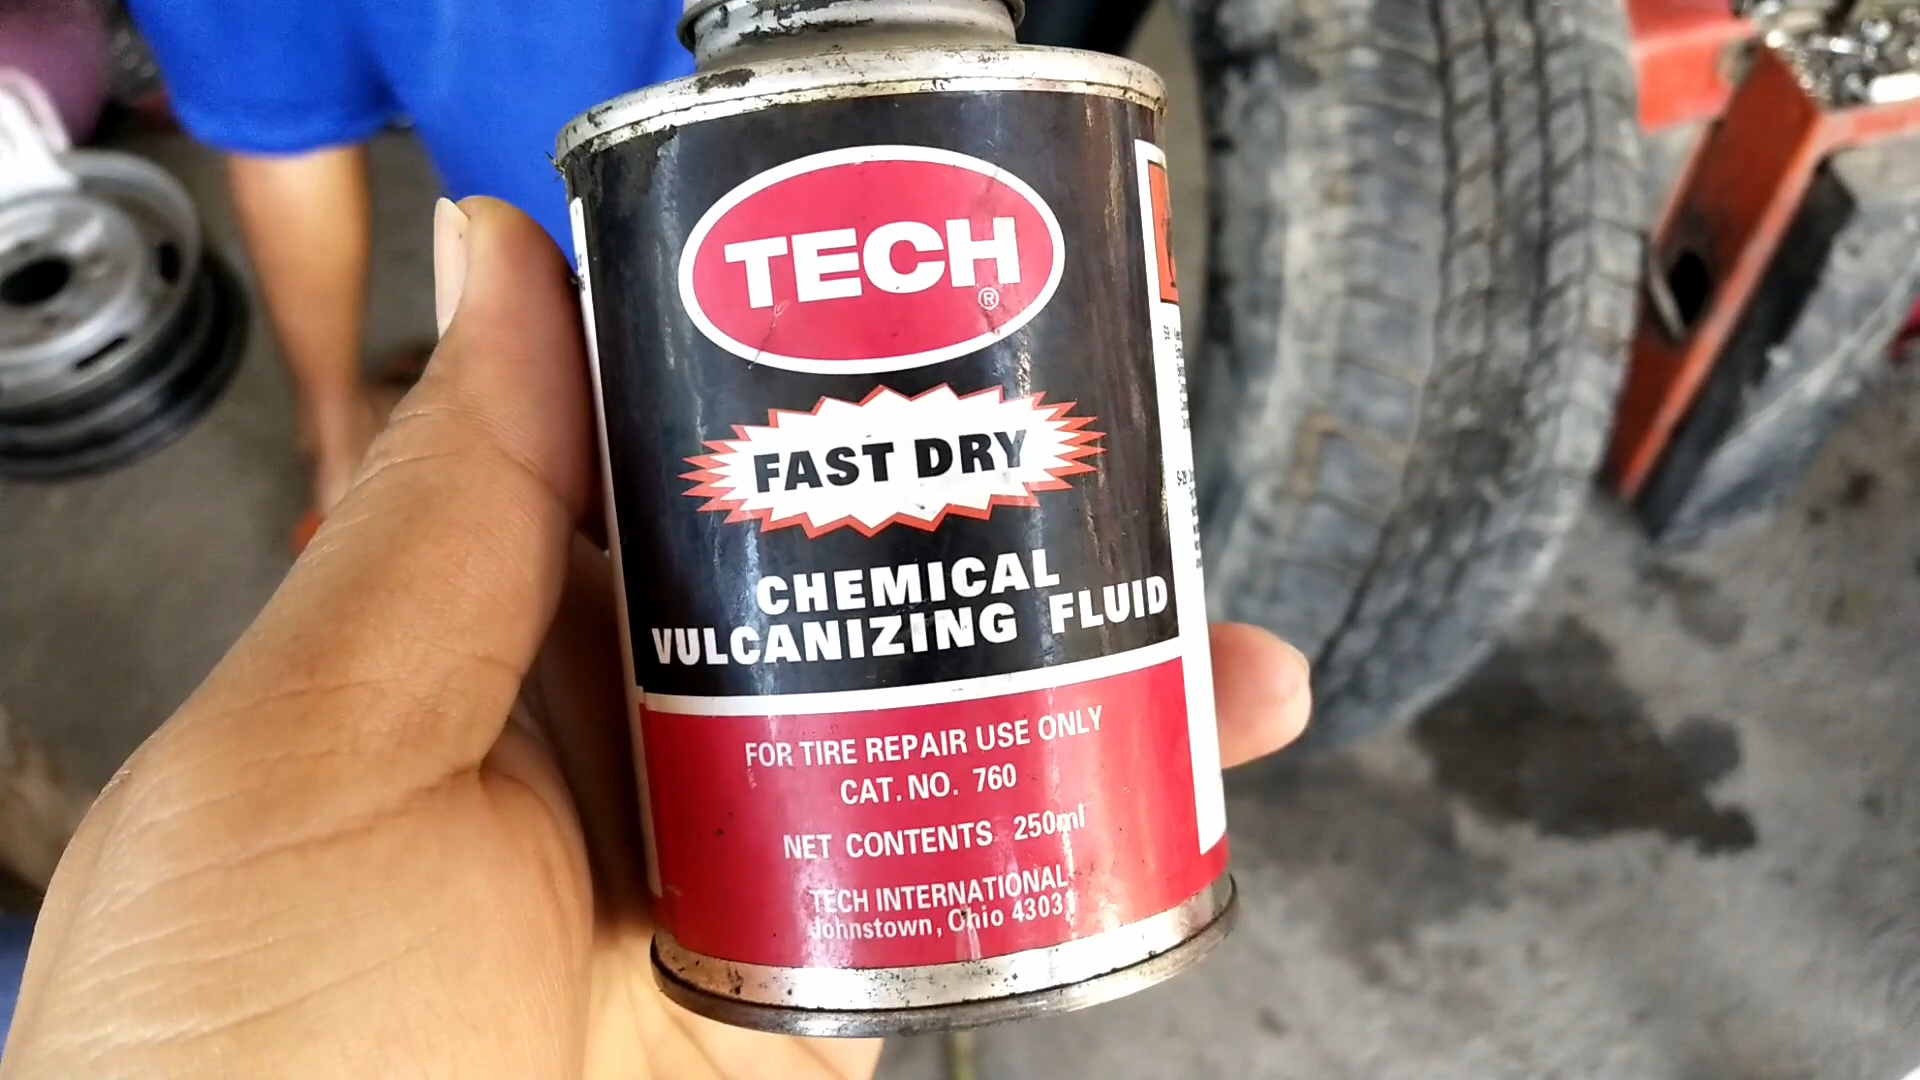 TECH
®
FAST DRY
CHEMICAL
VULCANIZING FLUID
FOR TIRE REPAIR USE ONLY
CAT. NO. 760
NET CONTENTS 250ml
TECH INTERNATIONAL
Johnstown, Ohio 43031